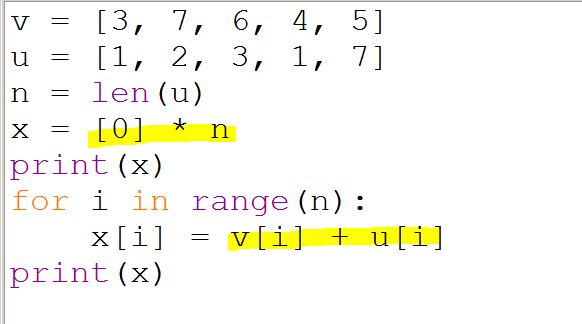 v = [3, 7, 6, 4, 5]
u = [1, 2, 3, 1, 7]
n = len(u)
x = [0] * n
print(x)
for i in range(n):
    x[i] = v[i] + u[i]
print(x)